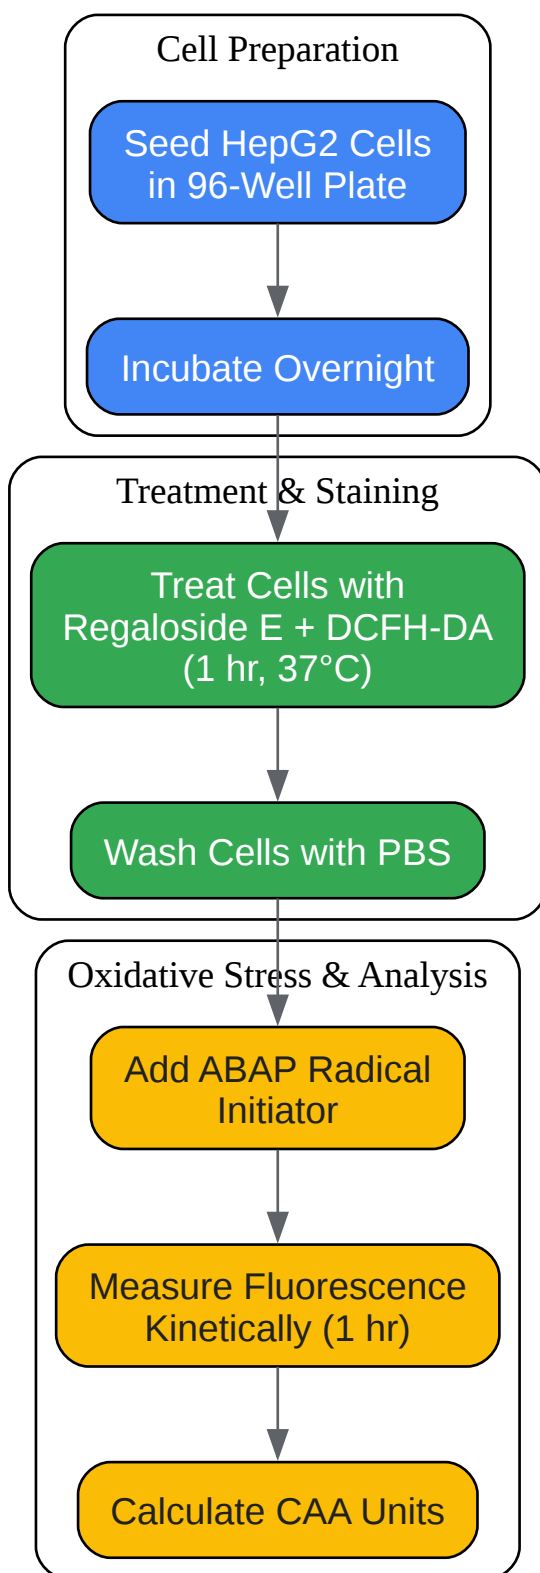 Cell Preparation
Seed HepG2 Cells
in 96-Well Plate
Incubate Overnight
Treatment & Staining
Treat Cells with
Regaloside E + DCFH-DA
(1 hr, 37°C)
Wash Cells with PBS
Oxidative Stress & Analysis
Add ABAP Radical
Initiator
Measure Fluorescence
Kinetically (1 hr)
Calculate CAA Units